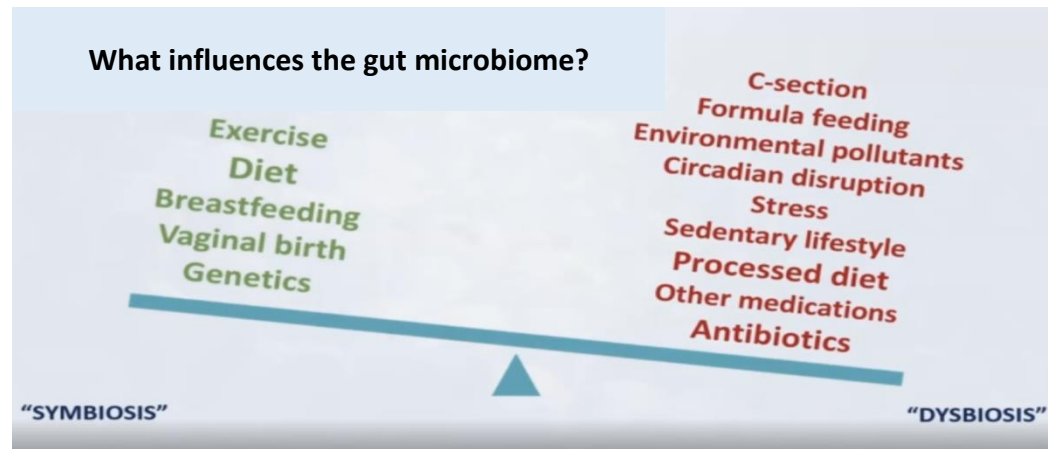 What influences the gut microbiome?
Exercise
Diet
Breastfeeding
Vaginal birth
Genetics
C-section
Formula feeding
Environmental pollutants
Circadian disruption
Stress
Sedentary lifestyle
Processed diet
Other medications
Antibiotics
“SYMBIOSIS”
“DYSBIOSIS”